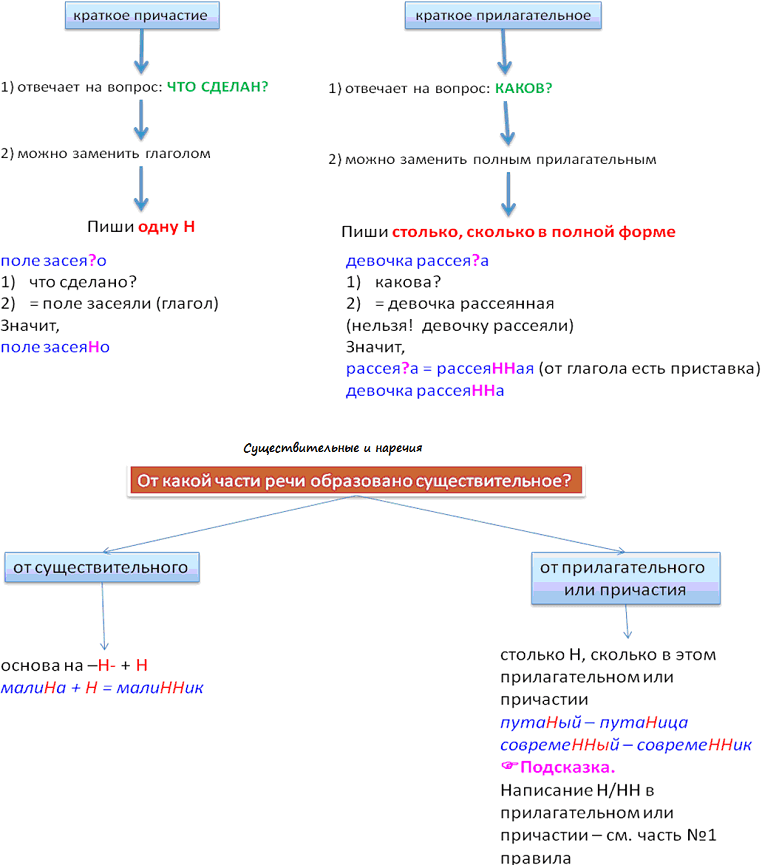 краткое причастие
1) отвечает на вопрос: ЧТО СДЕЛАН?
2) можно заменить глаголом
Пиши одну Н
поле засея?о
1) что сделано?
2) = поле засеяли (глагол)
Значит,
поле засеяНо
краткое прилагательное
1) отвечает на вопрос: КАКОВ?
2) можно заменить полным прилагательным
Пиши столько, сколько в полной форме
девочка рассея?а
1) какова?
2) = девочка рассеянная
(нельзя! девочку рассеяли)
Значит,
рассея?а = рассеяННая (от глагола есть приставка)
девочка рассеяННа
Существительные и наречия
От какой части речи образовано существительное?
от существительного
основа на –Н- + Н
малиНа + Н = малиННик
от прилагательного
или причастия
столько Н, сколько в этом
прилагательном или
причастии
путаНый – путаНица
совремеННый – совремеННик
☞Подсказка.
Написание Н/НН в
прилагательном или
причастии – см. часть №1
правила